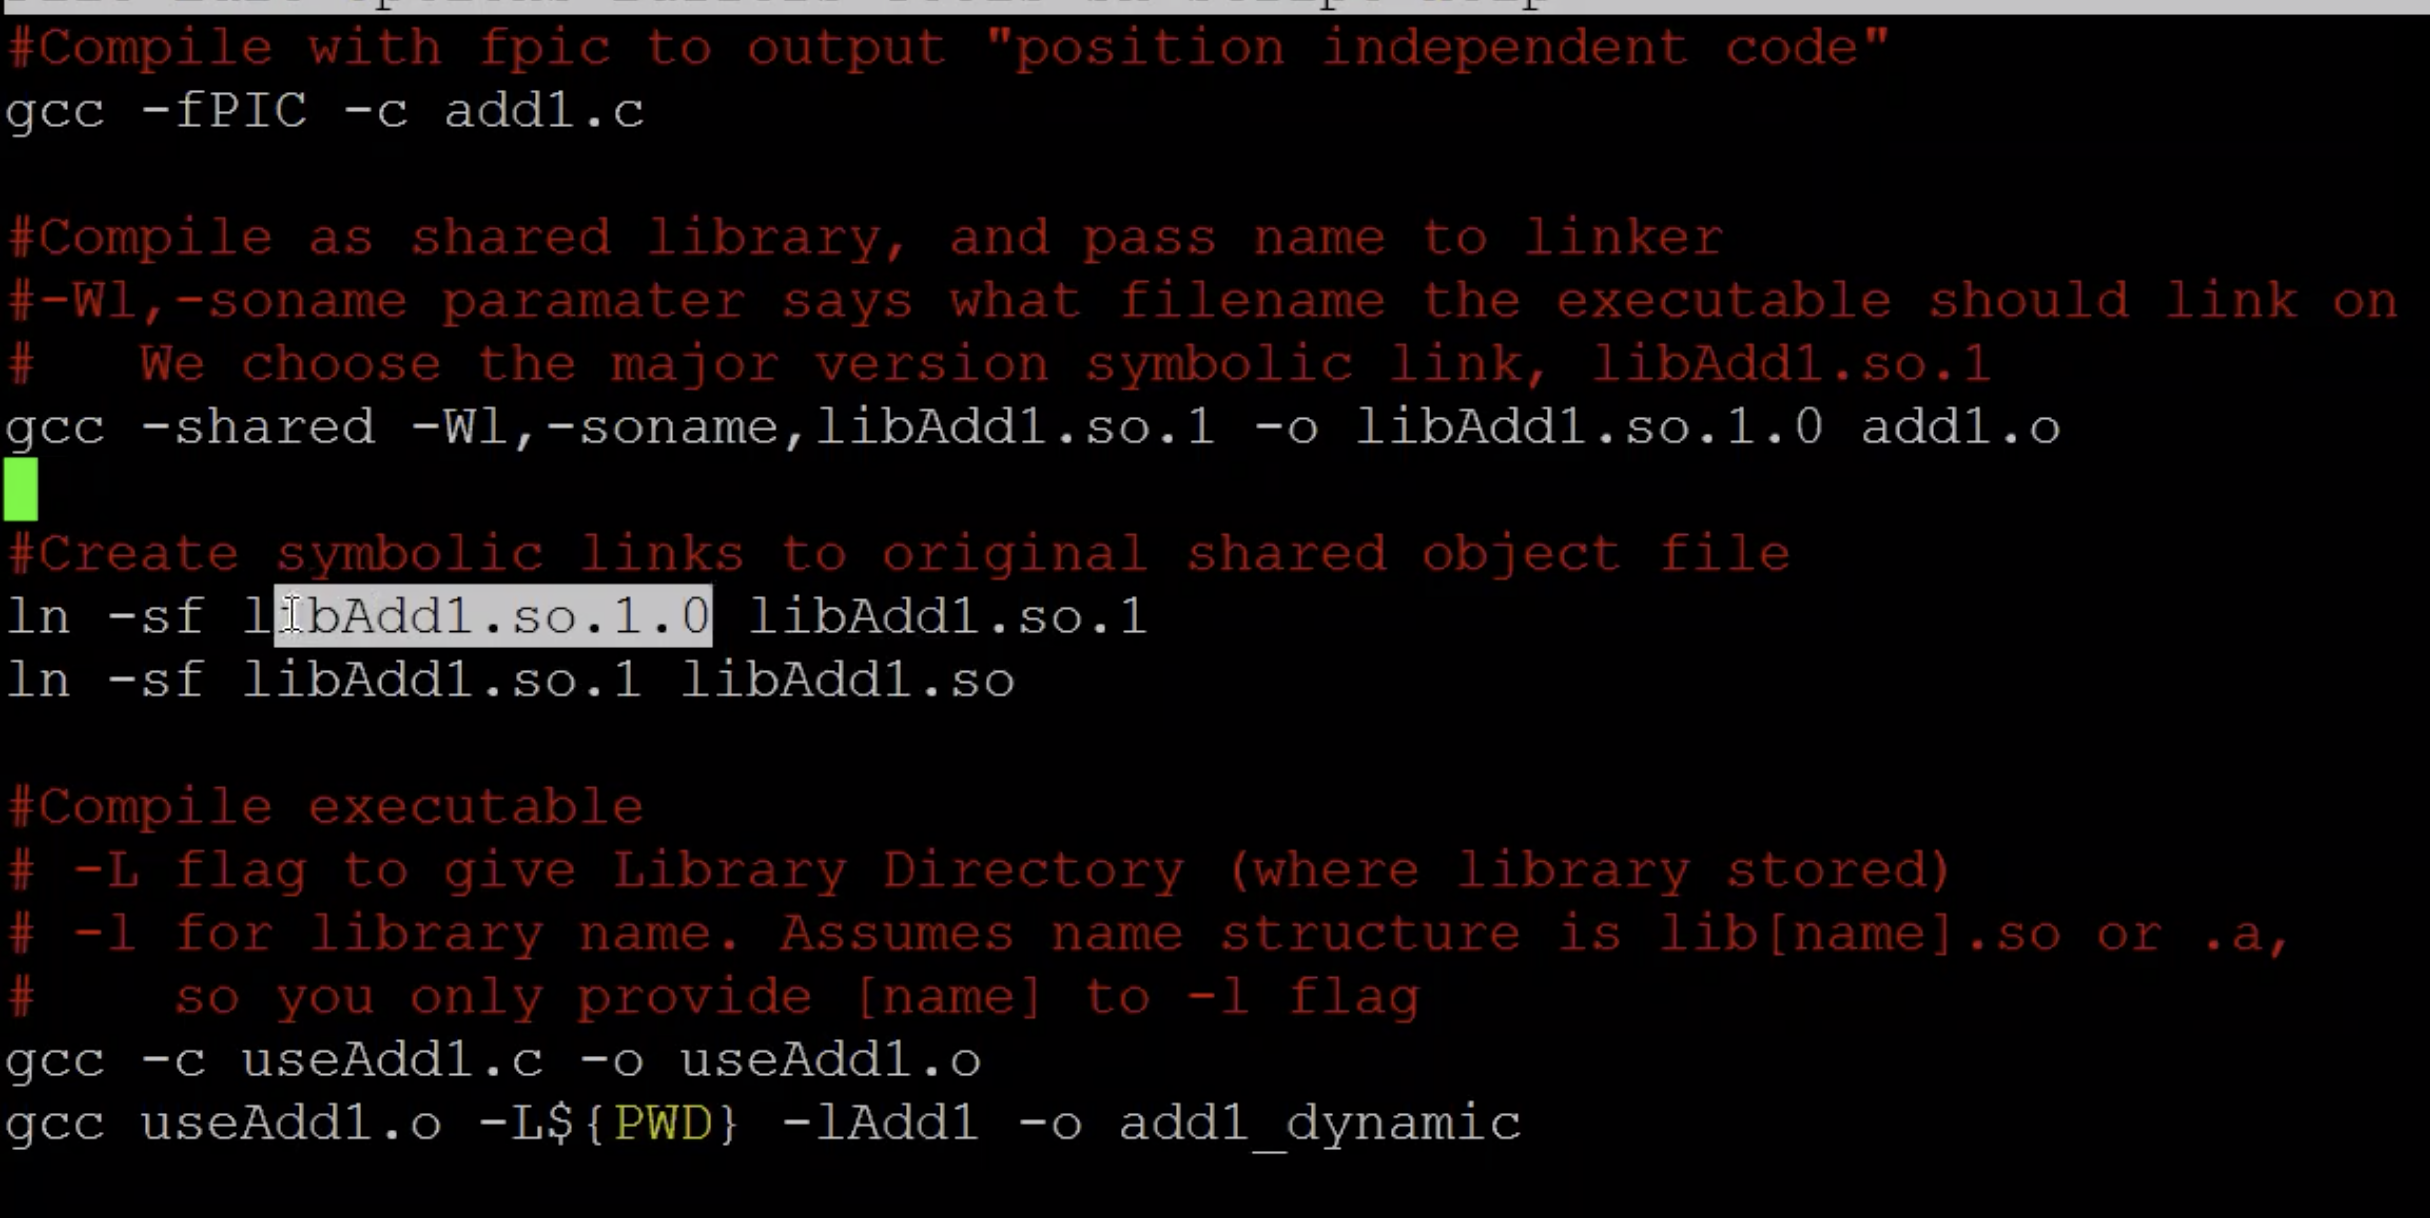 #Compile with fpic to output "position independent code"
gcc -fPIC -c add1.c
#Compile as shared library, and pass name to linker
#-Wl,-soname paramater says what filename the executable should link on
#   We choose the major version symbolic link, libAdd1.so.1
gcc -shared -Wl,-soname,libAdd1.so.1 -o libAdd1.so.1.0 add1.o
#Create symbolic links to original shared object file
ln -sf libAdd1.so.1.0 libAdd1.so.1
ln -sf libAdd1.so.1 libAdd1.so
#Compile executable
# -L flag to give Library Directory (where library stored)
# -l for library name. Assumes name structure is lib[name].so or .a,
#    so you only provide [name] to -l flag
gcc -c useAdd1.c -o useAdd1.o
gcc useAdd1.o -L${PWD} -lAdd1 -o add1_dynamic